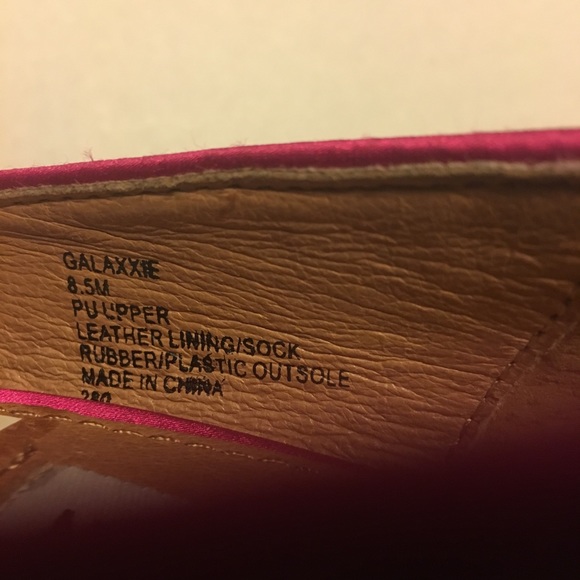 GALAXXIE
8.5M
PU UPPER
LEATHER LINING/SOCK
RUBBER/PLASTIC OUTSOLE
MADE IN CHINA